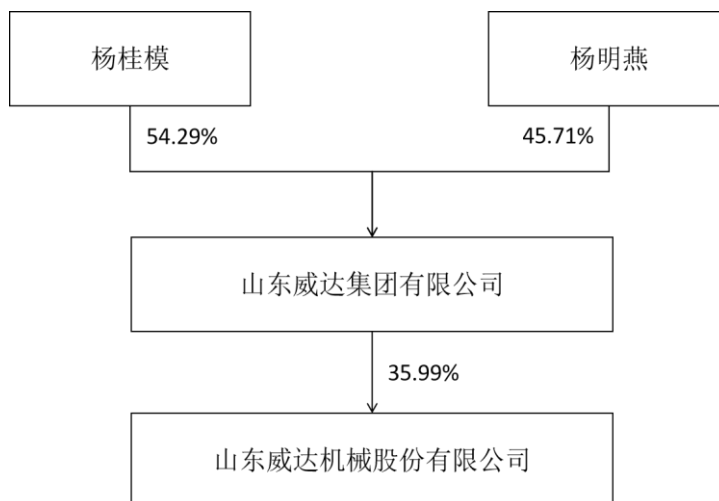 杨桂模
杨明燕
54.29%
45.71%
山东威达集团有限公司
35.99%
山东威达机械股份有限公司